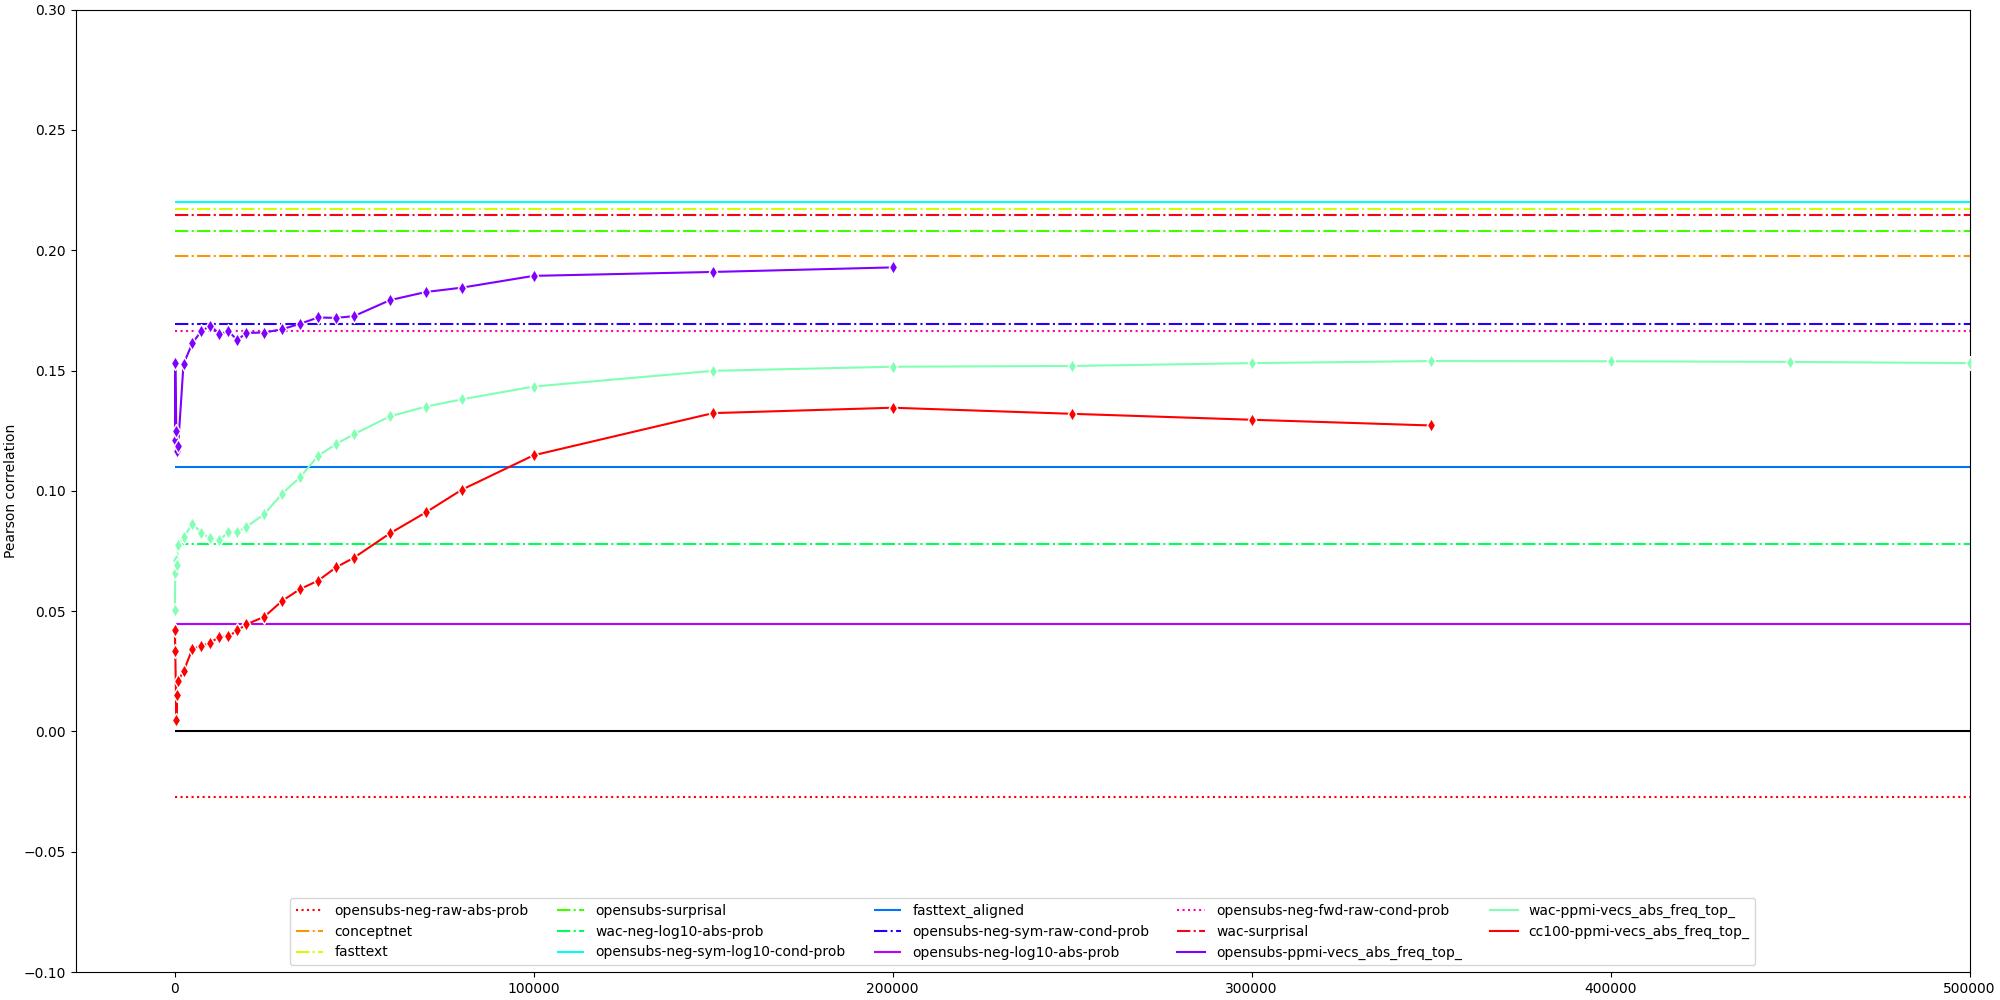 0.30
0.25
0.20
0.15
0.10
0.05
0.00
−0.05
−0.10
Pearson correlation
0 100000 200000 300000 400000 500000
opensubs-neg-raw-abs-prob
conceptnet
fasttext
opensubs-surprisal
wac-neg-log10-abs-prob
opensubs-neg-sym-log10-cond-prob
fasttext_aligned
opensubs-neg-sym-raw-cond-prob
opensubs-neg-log10-abs-prob
opensubs-neg-fwd-raw-cond-prob
wac-surprisal
opensubs-ppmi-vecs_abs_freq_top_
wac-ppmi-vecs_abs_freq_top_
cc100-ppmi-vecs_abs_freq_top_